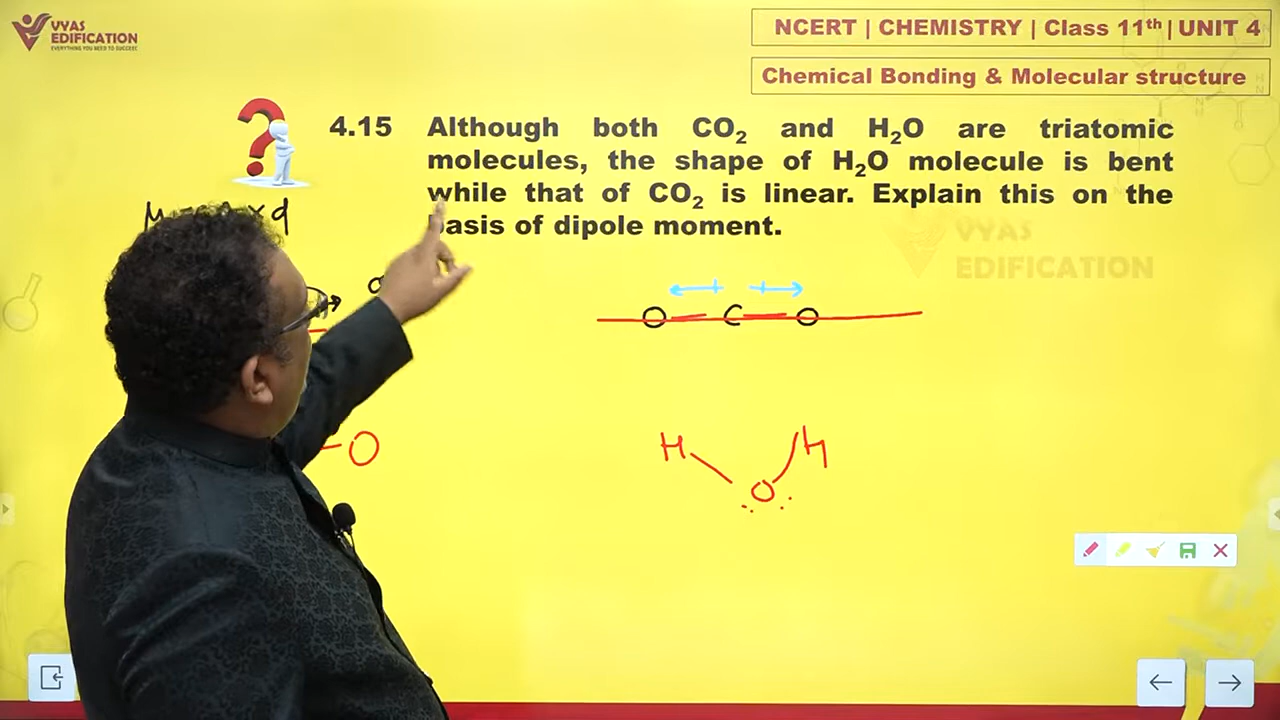 VYAS
EDIFICATION
EVERYTHING YOU NEED TO SUCCEED
NCERT | CHEMISTRY | Class 11th | UNIT 4
Chemical Bonding & Molecular structure
4.15 Although both CO2 and H2O are triatomic
molecules, the shape of H2O molecule is bent
while that of CO2 is linear. Explain this on the
basis of dipole moment.
× d
VYAS
EDIFICATION
O = C = O
O
H H
O